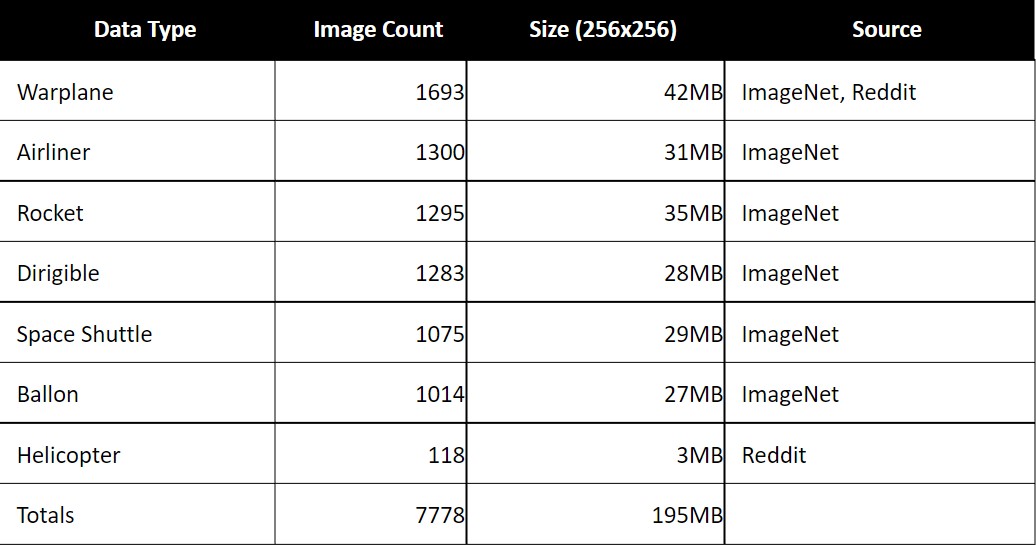 Data Type Image Count Size (256x256) Source
Warplane 1693 42MB ImageNet, Reddit
Airliner 1300 31MB ImageNet
Rocket 1295 35MB ImageNet
Dirigible 1283 28MB ImageNet
Space Shuttle 1075 29MB ImageNet
Ballon 1014 27MB ImageNet
Helicopter 118 3MB Reddit
Totals 7778 195MB